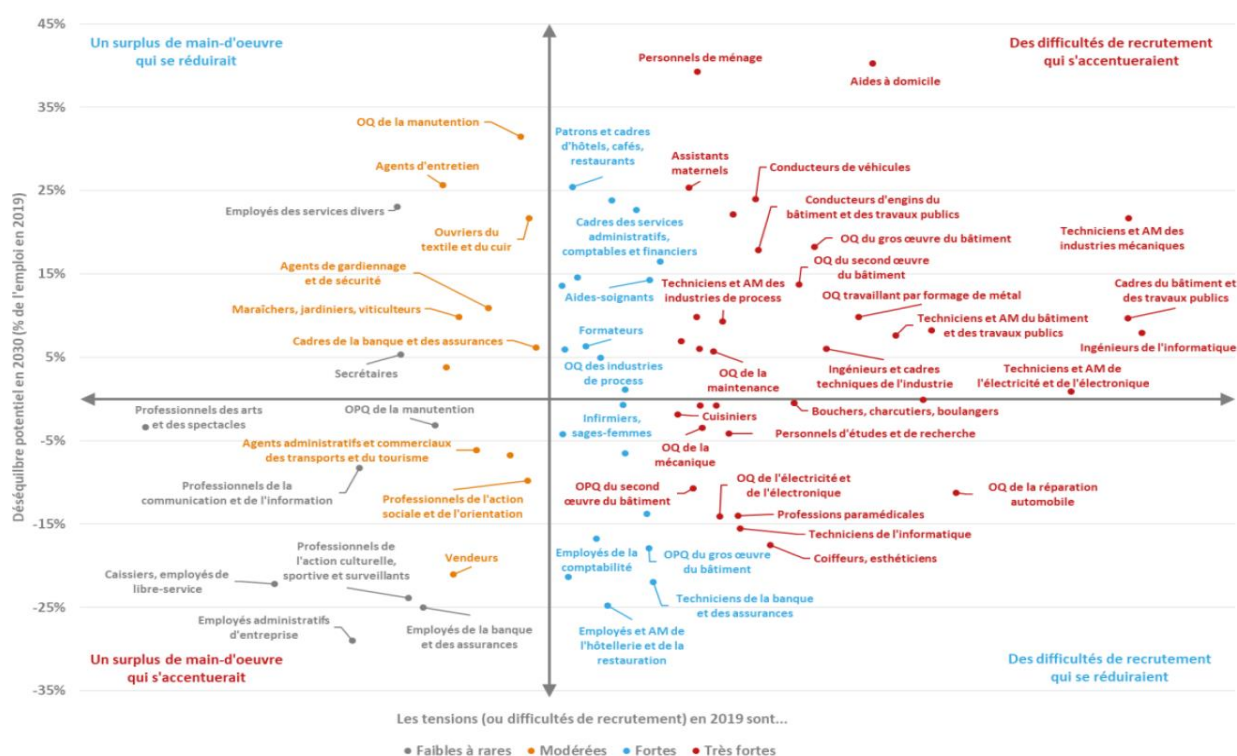 45%
35%
25%
15%
5%
-5%
-15%
-25%
-35%
Déséquilbre potentiel en 2030 (% de l'emploi en 2019)
Un surplus de main-d'oeuvre
qui se réduirait
Des difficultés de recrutement
qui s'accentueraient
Personnels de ménage
Aides à domicile
OQ de la manutention
Patrons et cadres
d'hôtels, cafés,
restaurants
Assistants
maternels
Conducteurs de véhicules
Agents d'entretien
Employés des services divers
Ouvriers du
textile et du cuir
Cadres des services
administratifs,
comptables et financiers
Conducteurs d'engins du
bâtiment et des travaux publics
Techniciens et AM des
industries mécaniques
OQ du gros œuvre du bâtiment
OQ du second œuvre
du bâtiment
Agents de gardiennage
et de sécurité
Aides-soignants
Techniciens et AM des
industries de process
OQ travaillant par formage de métal
Cadres du bâtiment et
des travaux publics
Maraîchers, jardiniers, viticulteurs
Formateurs
Techniciens et AM du bâtiment
et des travaux publics
Cadres de la banque et des assurances
Ingénieurs de l'informatique
Secrétaires
OQ des industries
de process
OQ de la
maintenance
Ingénieurs et cadres
techniques de l'industrie
Techniciens et AM de
l'électricité et de l'électronique
Professionnels des arts
et des spectacles
OPQ de la manutention
Infirmiers,
sages-femmes
Cuisiniers
Bouchers, charcutiers, boulangers
Personnels d'études et de recherche
Agents administratifs et commerciaux
des transports et du tourisme
OQ de la
mécanique
Professionnels de la
communication et de l'information
Professionnels de l'action
sociale et de l'orientation
OPQ du second
œuvre du bâtiment
OQ de l'électricité et
de l'électronique
OQ de la réparation
automobile
Professions paramédicales
Techniciens de l'informatique
Coiffeurs, esthéticiens
Professionnels de
l'action culturelle,
sportive et surveillants
Vendeurs
Employés de la
comptabilité
OPQ du gros œuvre
du bâtiment
Caissiers, employés de
libre-service
Techniciens de la banque
et des assurances
Employés administratifs
d'entreprise
Employés de la banque
et des assurances
Employés et AM de
l'hôtellerie et de la
restauration
Un surplus de main-d'oeuvre
qui s'accentuerait
Des difficultés de recrutement
qui se réduiraient
Les tensions (ou difficultés de recrutement) en 2019 sont...
Faibles à rares
Modérées
Fortes
Très fortes